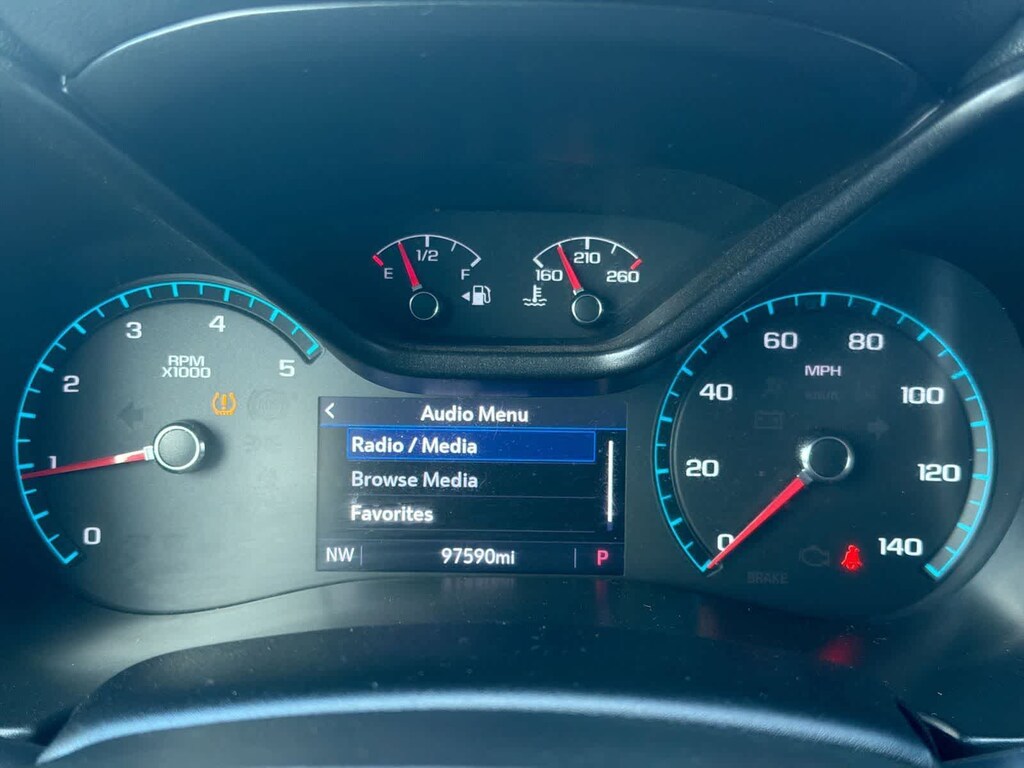 1/2
E F
210
160 260
3 4
2 5
RPM
X1000
1
0
< Audio Menu
Radio / Media
Browse Media
Favorites
NW 97590mi P
60 80
MPH
km/h
40 100
20 120
0 140
BRAKE